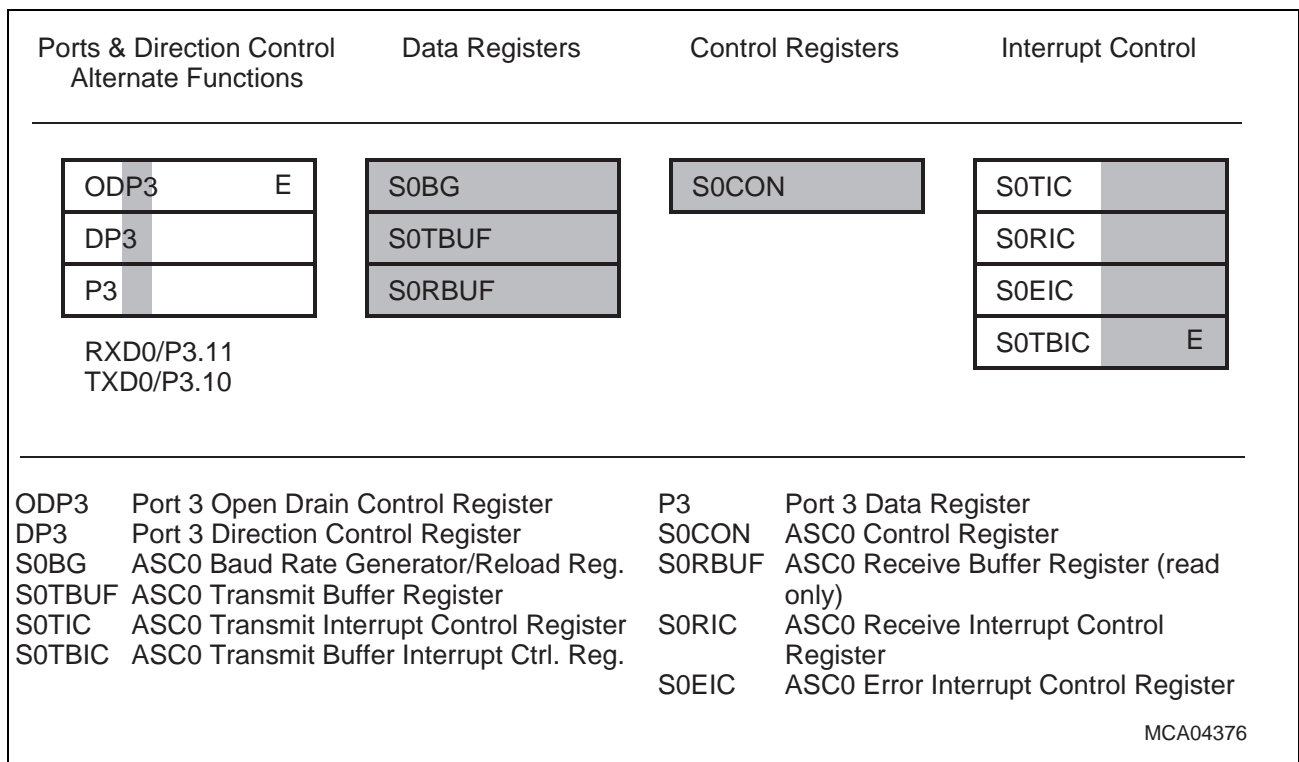 Ports & Direction Control
Alternate Functions
Data Registers
Control Registers
Interrupt Control
ODP3 E
DP3
P3
RXD0/P3.11
TXD0/P3.10
S0BG
S0TBUF
S0RBUF
S0CON
S0TIC
S0RIC
S0EIC
S0TBIC E
ODP3 Port 3 Open Drain Control Register
DP3 Port 3 Direction Control Register
S0BG ASC0 Baud Rate Generator/Reload Reg.
S0TBUF ASC0 Transmit Buffer Register
S0TIC ASC0 Transmit Interrupt Control Register
S0TBIC ASC0 Transmit Buffer Interrupt Ctrl. Reg.
P3 Port 3 Data Register
S0CON ASC0 Control Register
S0RBUF ASC0 Receive Buffer Register (read
only)
S0RIC ASC0 Receive Interrupt Control
Register
S0EIC ASC0 Error Interrupt Control Register
MCA04376